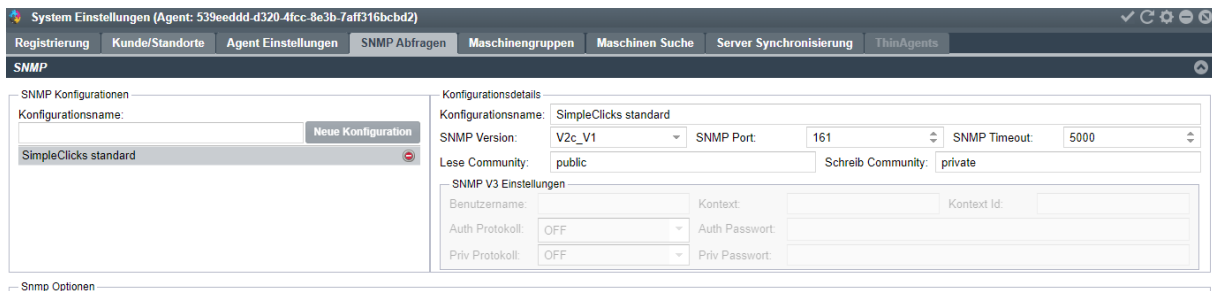 System Einstellungen (Agent: 539eeddd-d320-4fcc-8e3b-7aff316bcbd2)
Registrierung Kunde/Standorte Agent Einstellungen SNMP Abfragen Maschinengruppen Maschinen Suche Server Synchronisierung ThinAgents
SNMP
SNMP Konfigurationen
Konfigurationsname:
Neue Konfiguration
SimpleClicks standard
Konfigurationsdetails
Konfigurationsname: SimpleClicks standard
SNMP Version: V2c_V1 SNMP Port: 161 SNMP Timeout: 5000
Lese Community: public Schreib Community: private
SNMP V3 Einstellungen
Benutzername: Kontext: Kontext Id:
Auth Protokoll: OFF Auth Passwort:
Priv Protokoll: OFF Priv Passwort:
Snmp Optionen